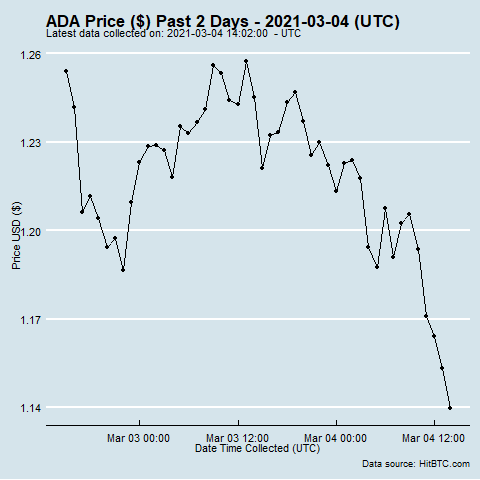 ADA Price ($) Past 2 Days - 2021-03-04 (UTC)
Latest data collected on: 2021-03-04 14:02:00  - UTC
1.26
1.23
1.20
1.17
1.14
Price USD ($)
Mar 03 00:00 Mar 03 12:00 Mar 04 00:00 Mar 04 12:00
Date Time Collected (UTC)
Data source: HitBTC.com